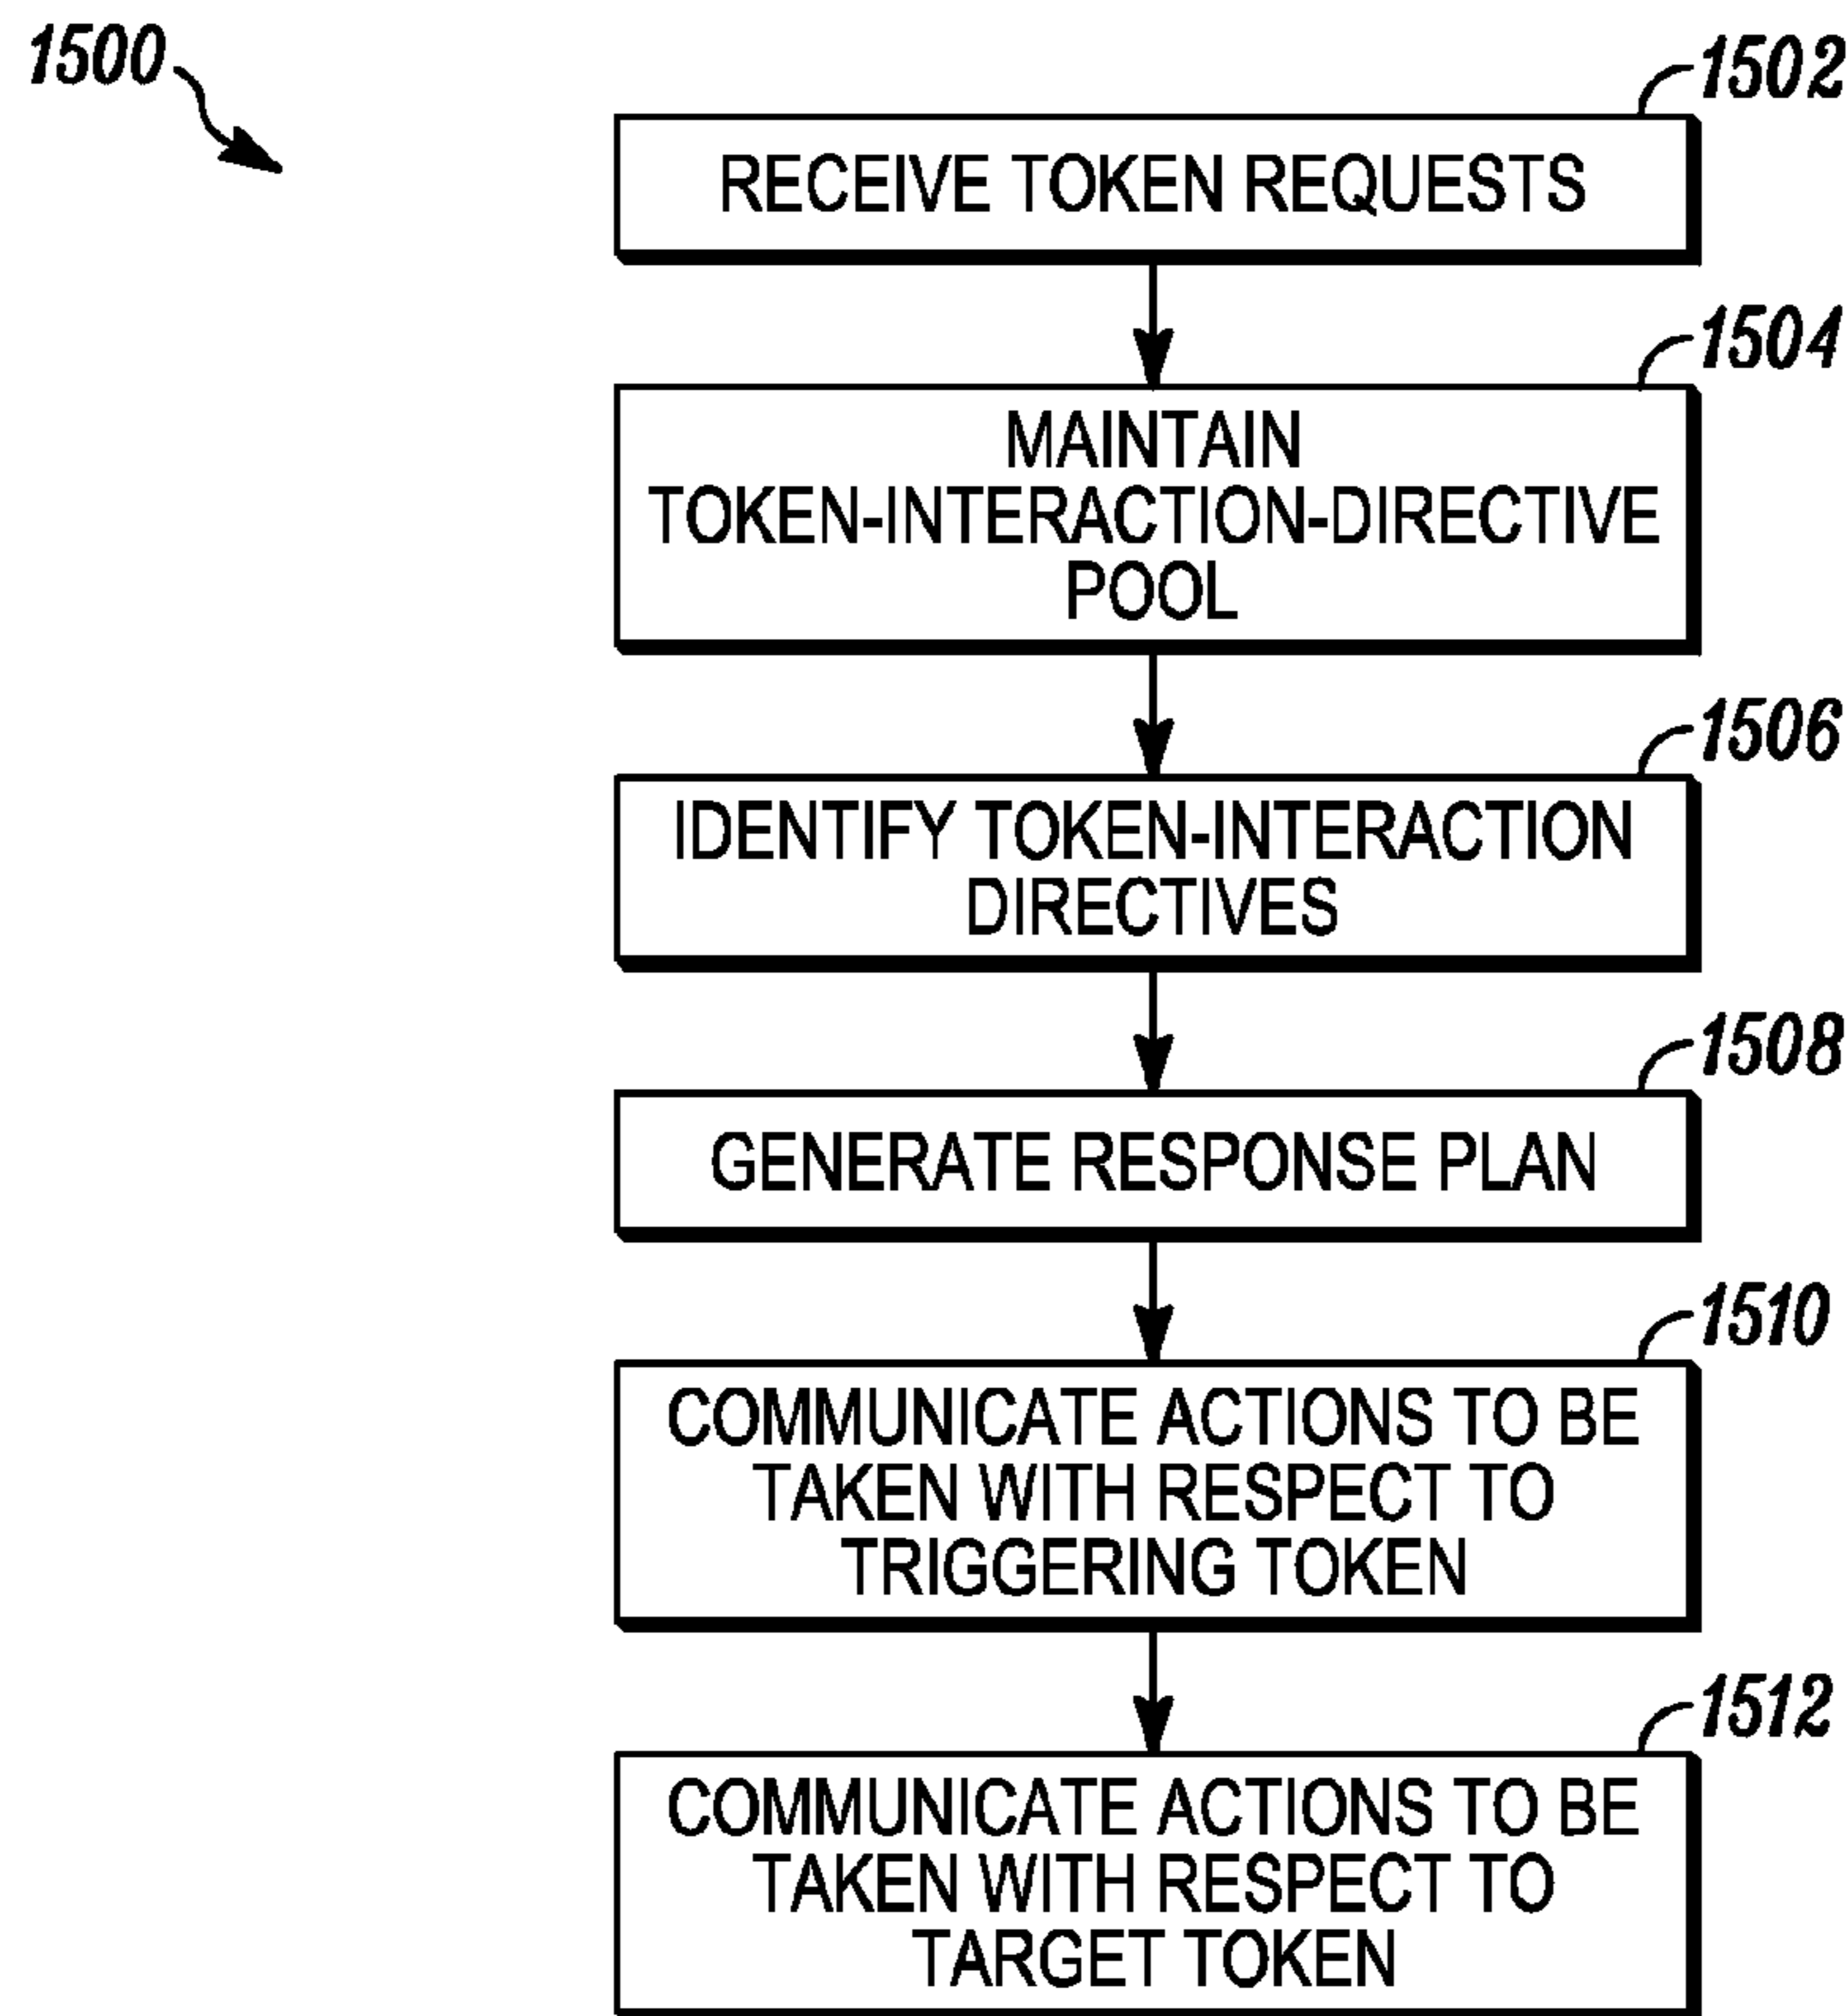 1500
1502
RECEIVE TOKEN REQUESTS
1504
MAINTAIN
TOKEN-INTERACTION-DIRECTIVE
POOL
1506
IDENTIFY TOKEN-INTERACTION
DIRECTIVES
1508
GENERATE RESPONSE PLAN
1510
COMMUNICATE ACTIONS TO BE
TAKEN WITH RESPECT TO
TRIGGERING TOKEN
1512
COMMUNICATE ACTIONS TO BE
TAKEN WITH RESPECT TO
TARGET TOKEN